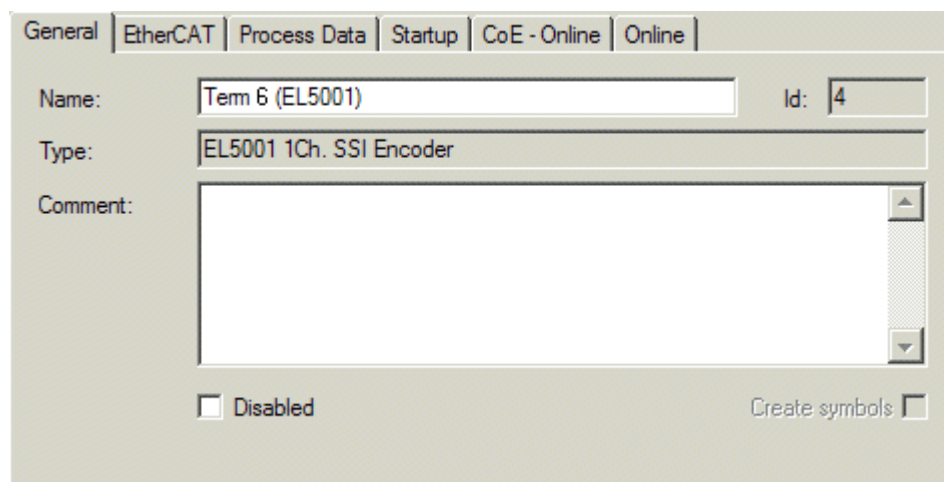 General EtherCAT Process Data Startup CoE - Online Online
Name: Term 6 (EL5001) Id: 4
Type: EL5001 1Ch. SSI Encoder
Comment:
Disabled Create symbols